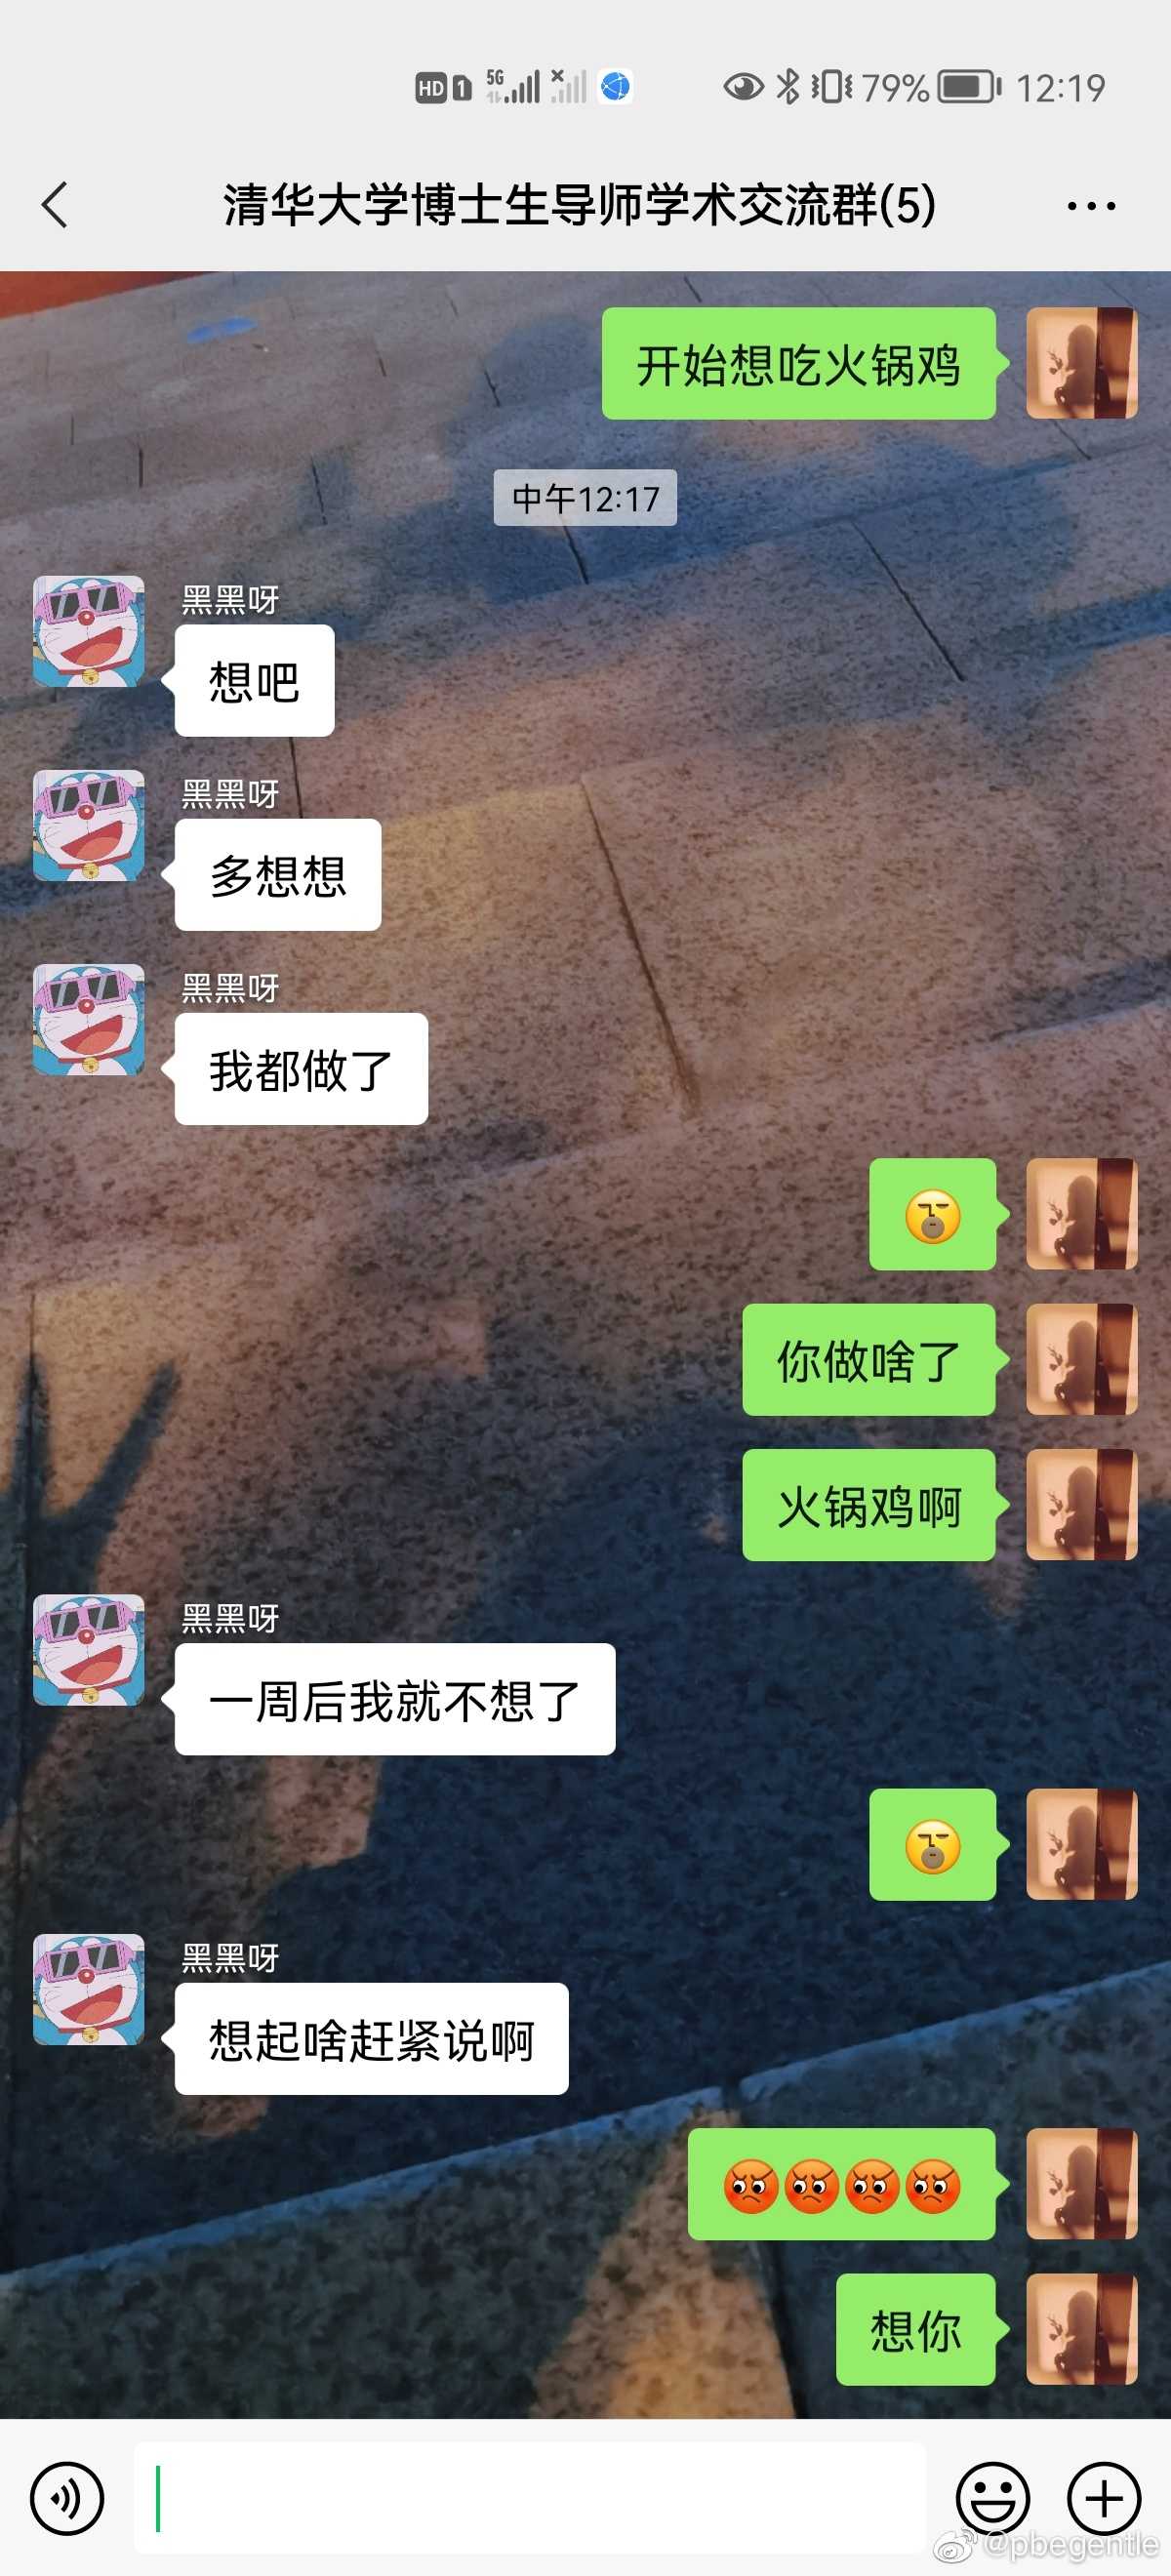 HD 1 5G 79% 12:19
清华大学博士生导师学术交流群(5)
开始想吃火锅鸡
中午12:17
黑黑呀
想吧
黑黑呀
多想想
黑黑呀
我都做了
你做啥了
火锅鸡啊
黑黑呀
一周后我就不想了
黑黑呀
想起啥赶紧说啊
想你
@pbegentle